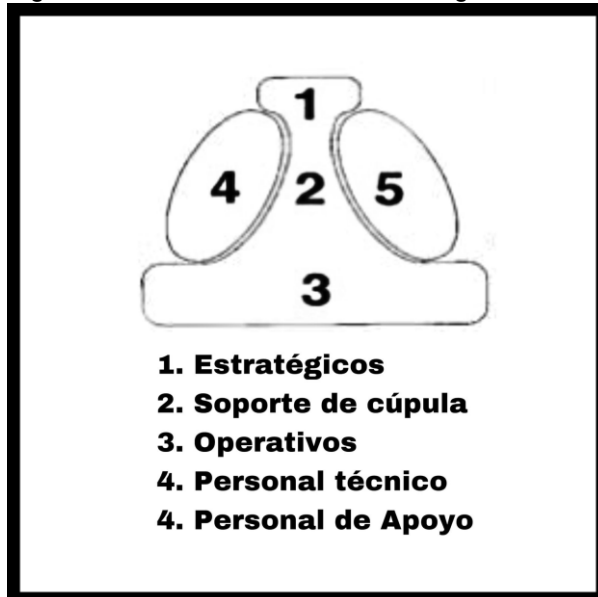 1
4 2 5
3
1. Estratégicos
2. Soporte de cúpula
3. Operativos
4. Personal técnico
4. Personal de Apoyo